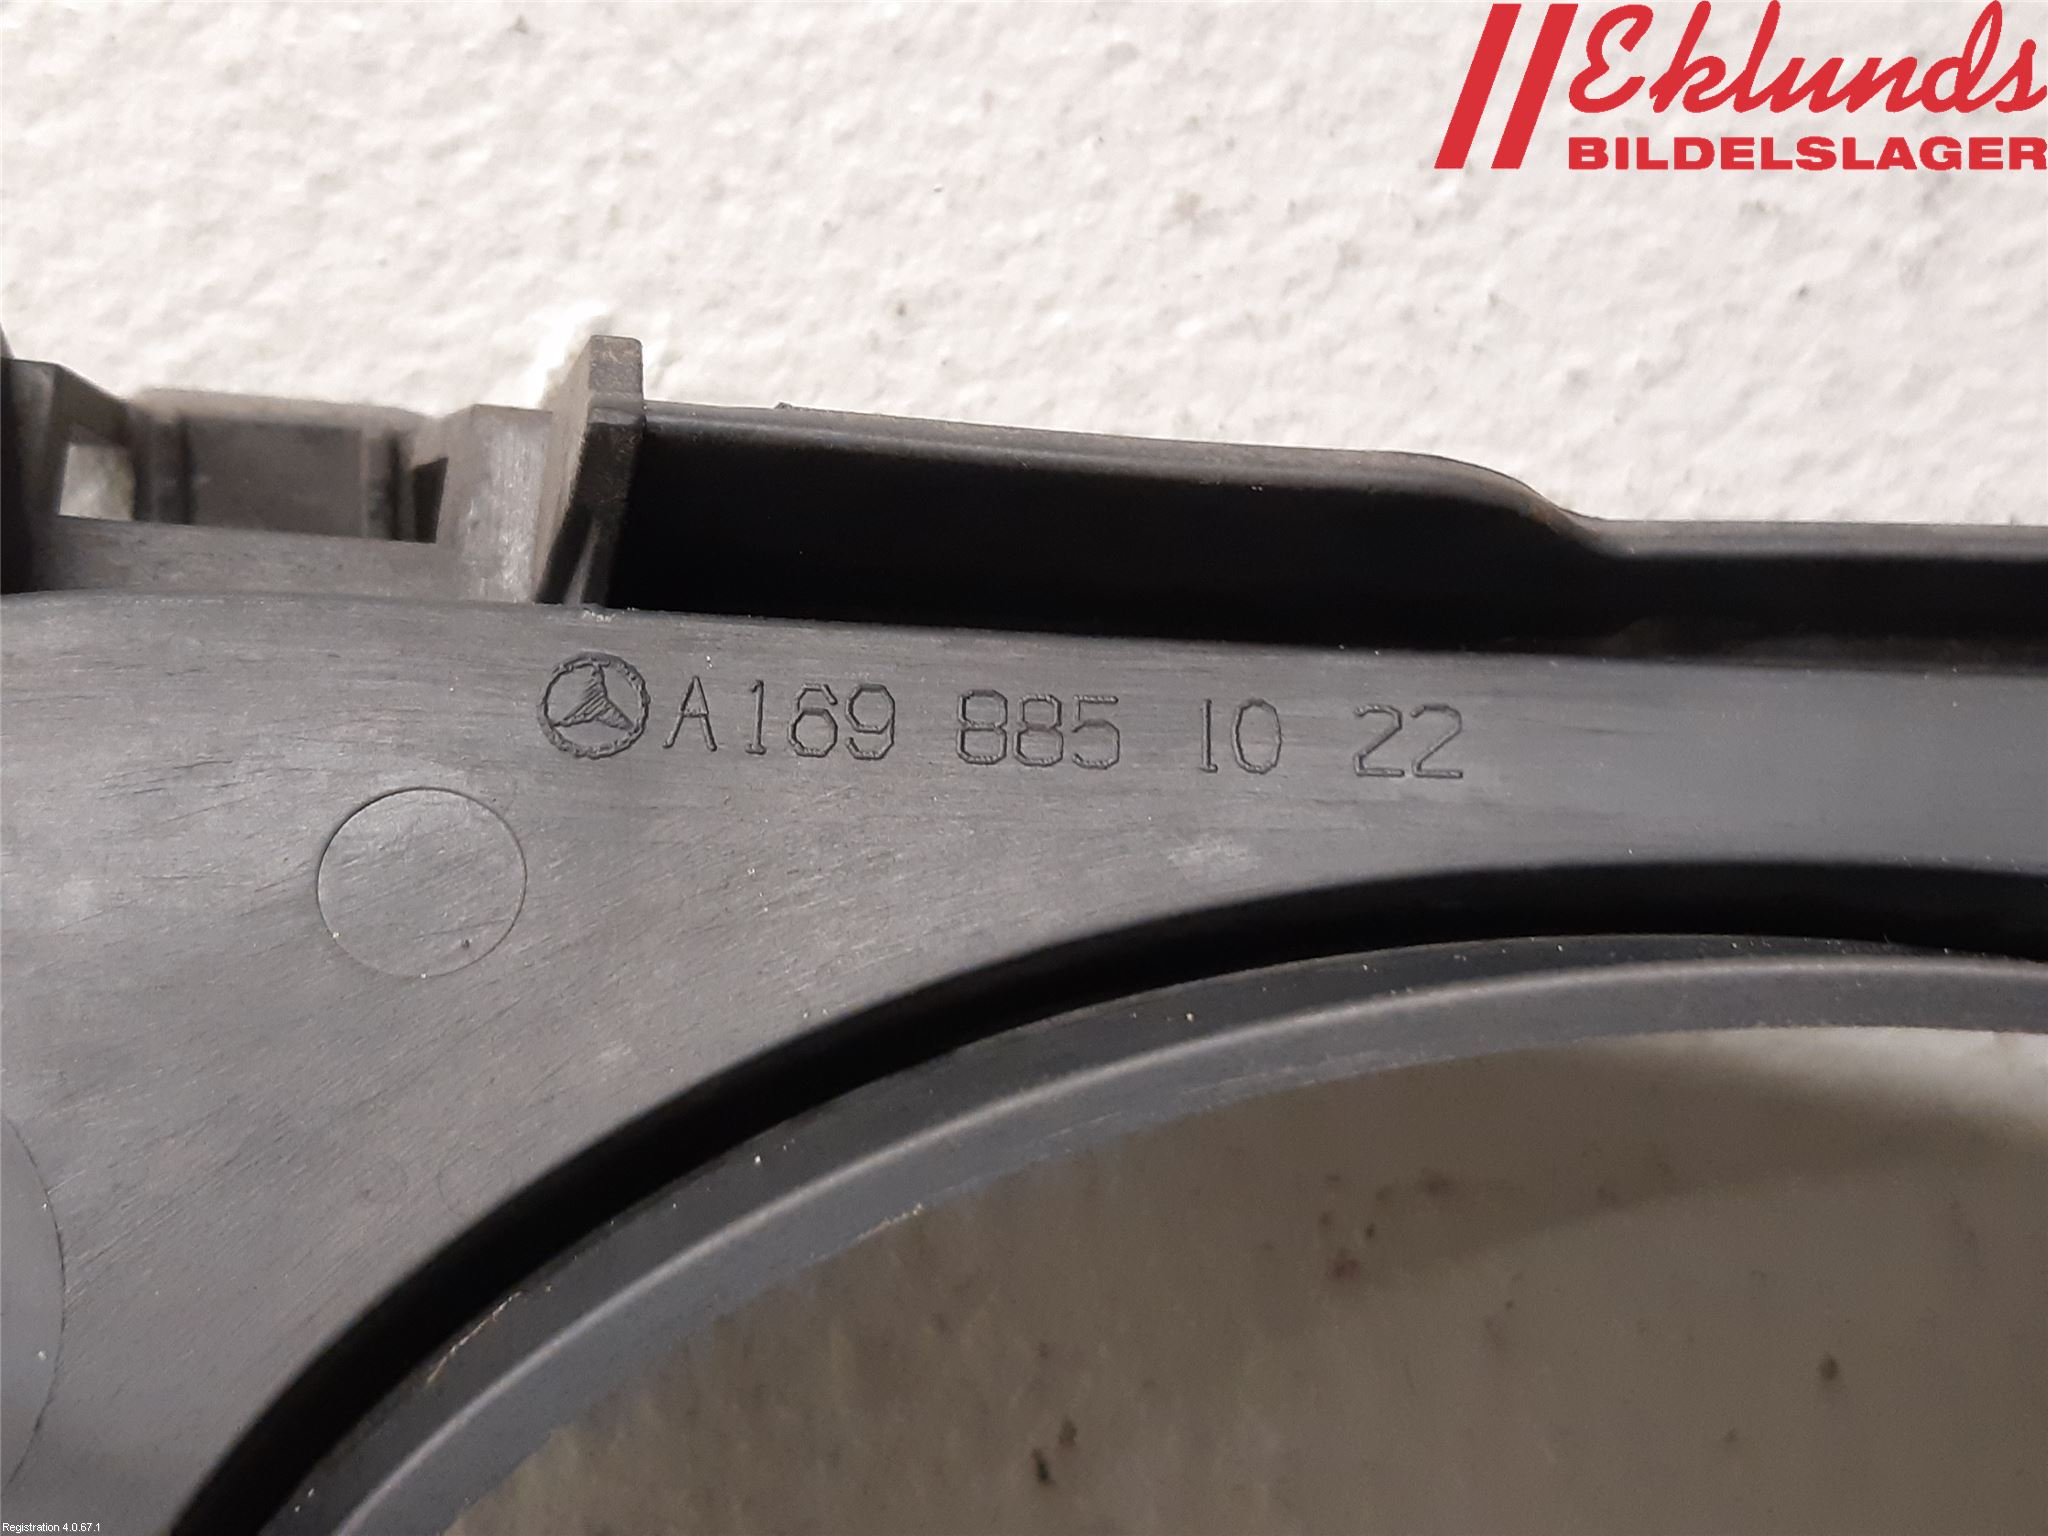 Eklunds
BILDELSLAGER
A169 885 10 22
Registration 4.0.67.1